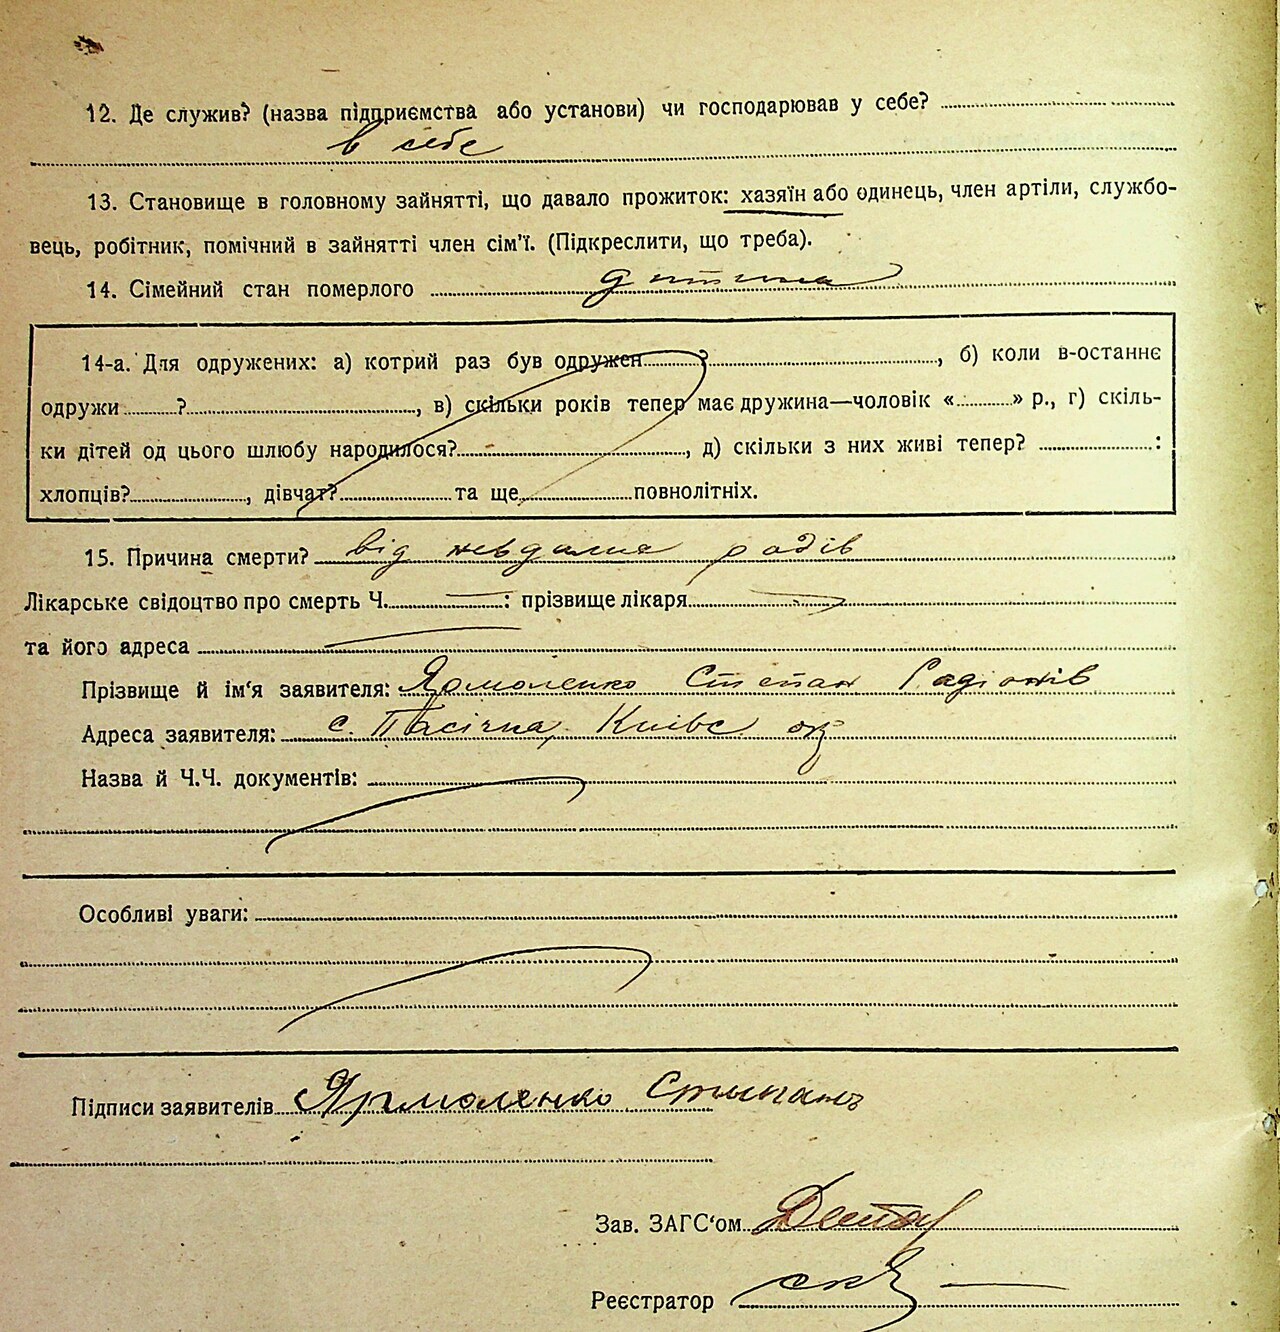 12. Де служив? (назва підприємства або установи) чи господарював у себе?
в себе
13. Становище в головному зайнятті, що давало прожиток: хазяїн або одинець, член артіли, службо-
вець, робітник, помічний в зайнятті член сім'ї. (Підкреслити, що треба).
14. Сімейний стан померлого дитина
14-а. Для одружених: а) котрий раз був одружен ?, б) коли в-останнє
одружи ?, в) скільки років тепер має дружина—чоловік « » р., г) скіль-
ки дітей од цього шлюбу народилося?, д) скільки з них живі тепер? :
хлопців?, дівчат? та ще повнолітніх.
15. Причина смерти? від родів
Лікарське свідоцтво про смерть Ч. : прізвище лікаря
та його адреса
Прізвище й ім'я заявителя: Ярмоленко Степан Радіонів
Адреса заявителя: с. Пасічна, Київс окр
Назва й Ч.Ч. документів:
Особливі уваги:
Підписи заявителів Ярмоленко Стыпанъ
Зав. ЗАГС'ом
Реєстратор